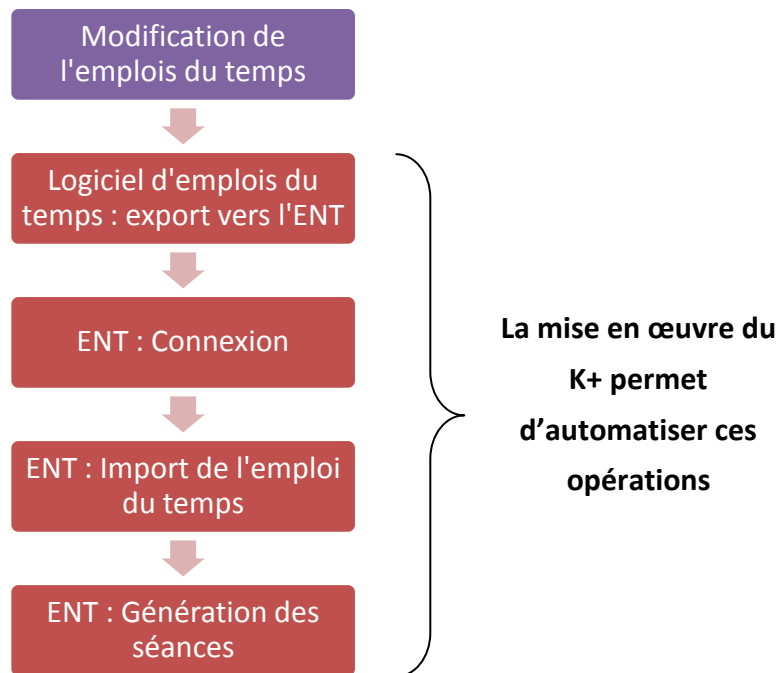 Modification de
l'emplois du temps
Logiciel d'emplois du
temps : export vers l'ENT
ENT : Connexion
ENT : Import de l'emploi
du temps
ENT : Génération des
séances
La mise en œuvre du
K+ permet
d’automatiser ces
opérations